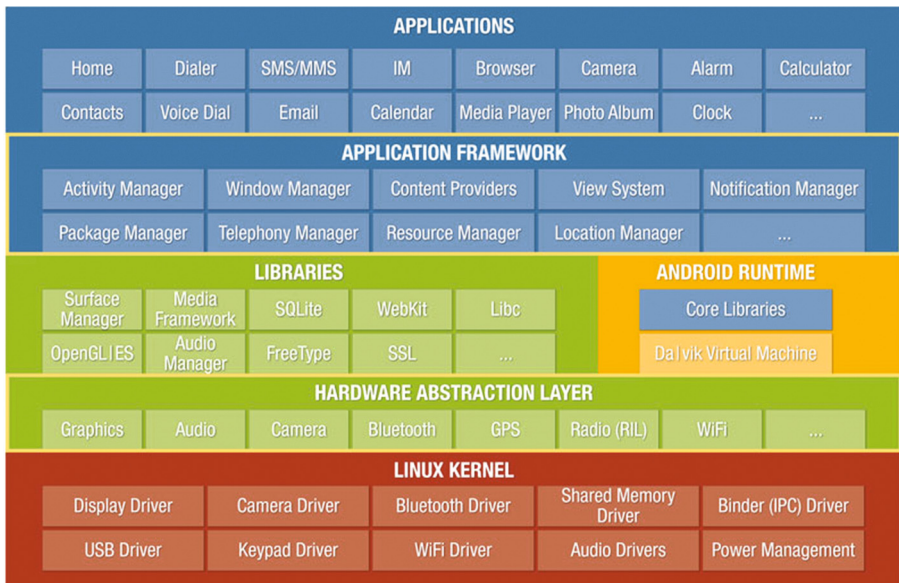 APPLICATIONS
Home Dialer SMS/MMS IM Browser Camera Alarm Calculator
Contacts Voice Dial Email Calendar Media Player Photo Album Clock ...
APPLICATION FRAMEWORK
Activity Manager Window Manager Content Providers View System Notification Manager
Package Manager Telephony Manager Resource Manager Location Manager ...
LIBRARIES
Surface
Manager
Media
Framework
SQLite WebKit Libc
OpenGL|ES
Audio
Manager
FreeType SSL ...
ANDROID RUNTIME
Core Libraries
Da|vik Virtual Machine
HARDWARE ABSTRACTION LAYER
Graphics Audio Camera Bluetooth GPS Radio (RIL) WiFi ...
LINUX KERNEL
Display Driver Camera Driver Bluetooth Driver
Shared Memory
Driver
Binder (IPC) Driver
USB Driver Keypad Driver WiFi Driver Audio Drivers Power Management